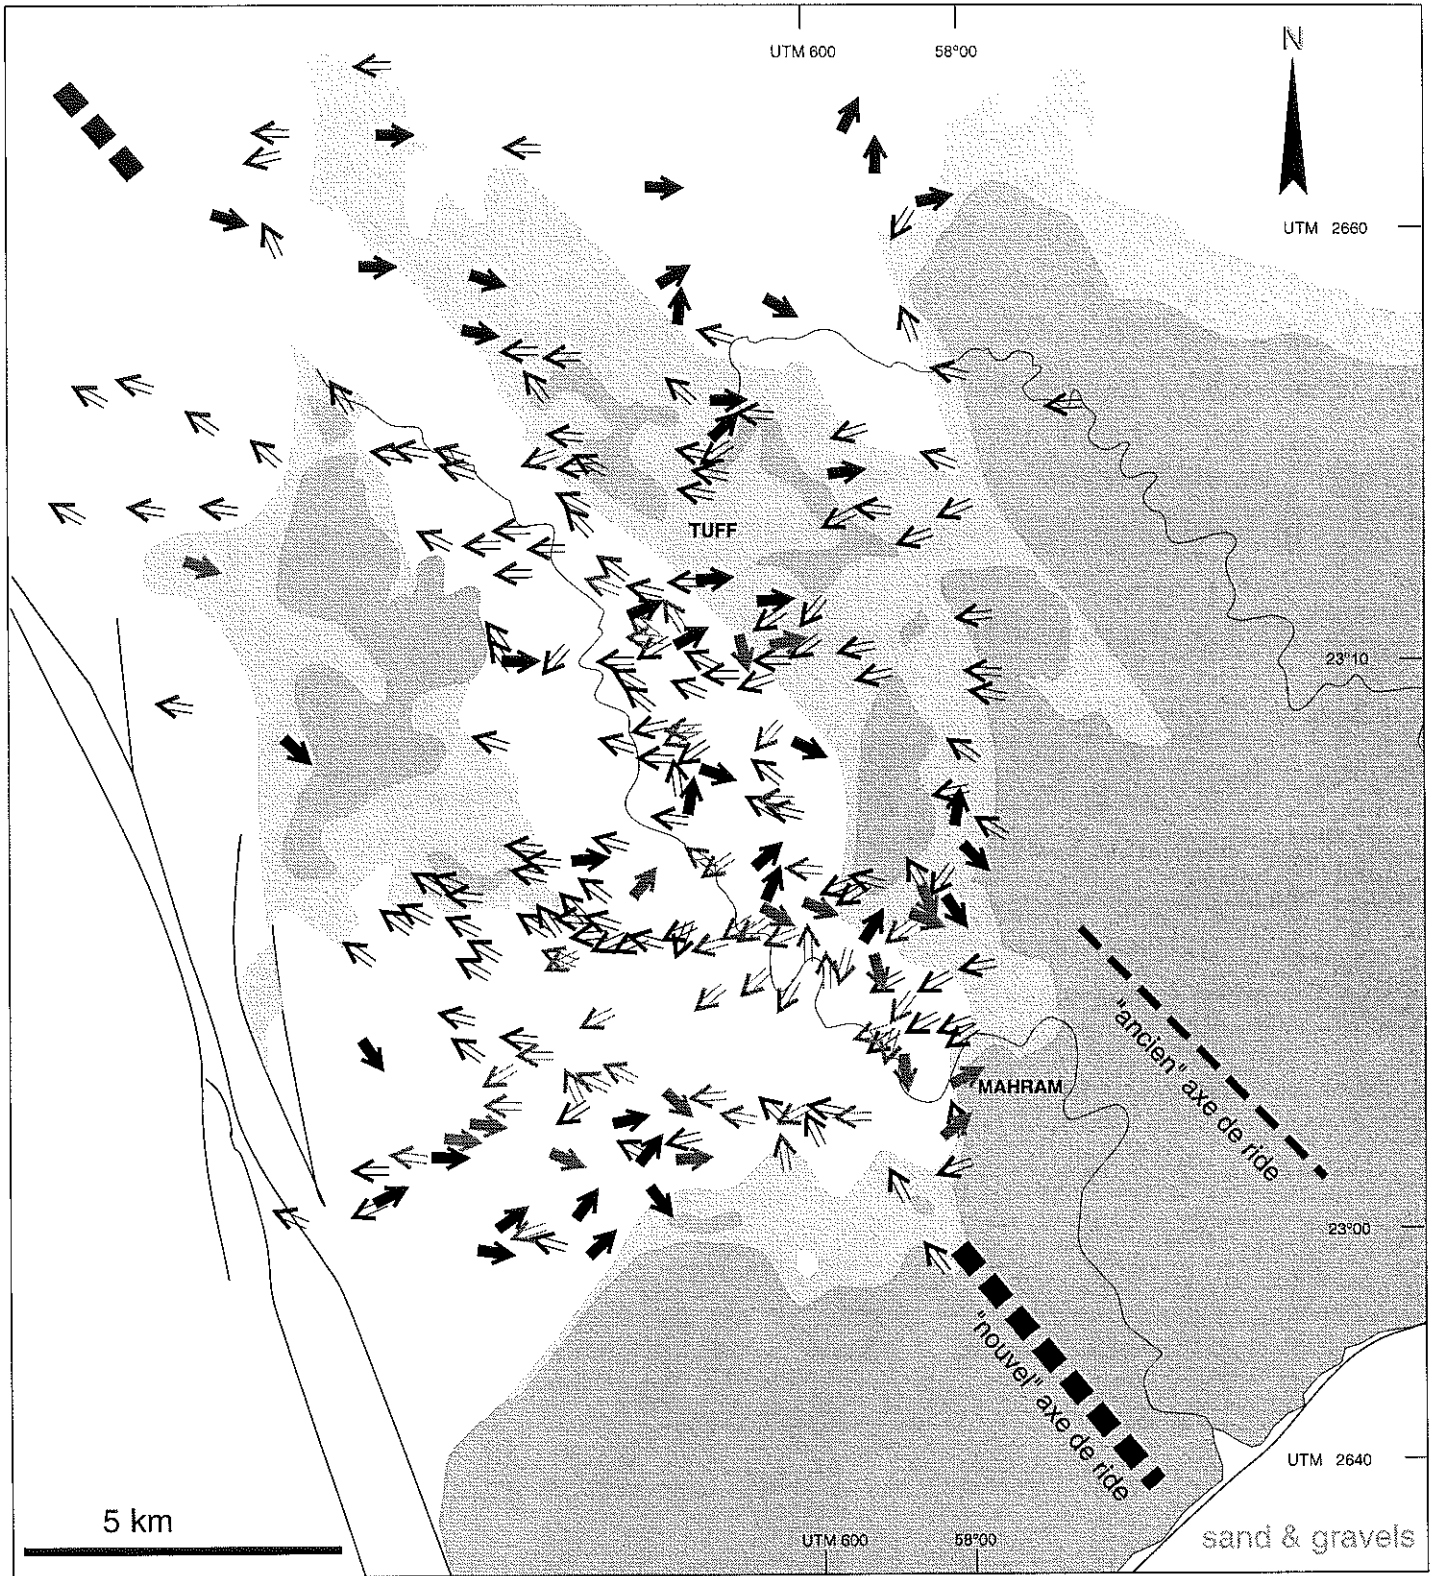 UTM 600
58°00
N
UTM 2660
TUFF
23°10
"ancien" axe de ride
MAHRAM
23°00
"nouvel" axe de ride
UTM 2640
5 km
UTM 600
58°00
sand & gravels